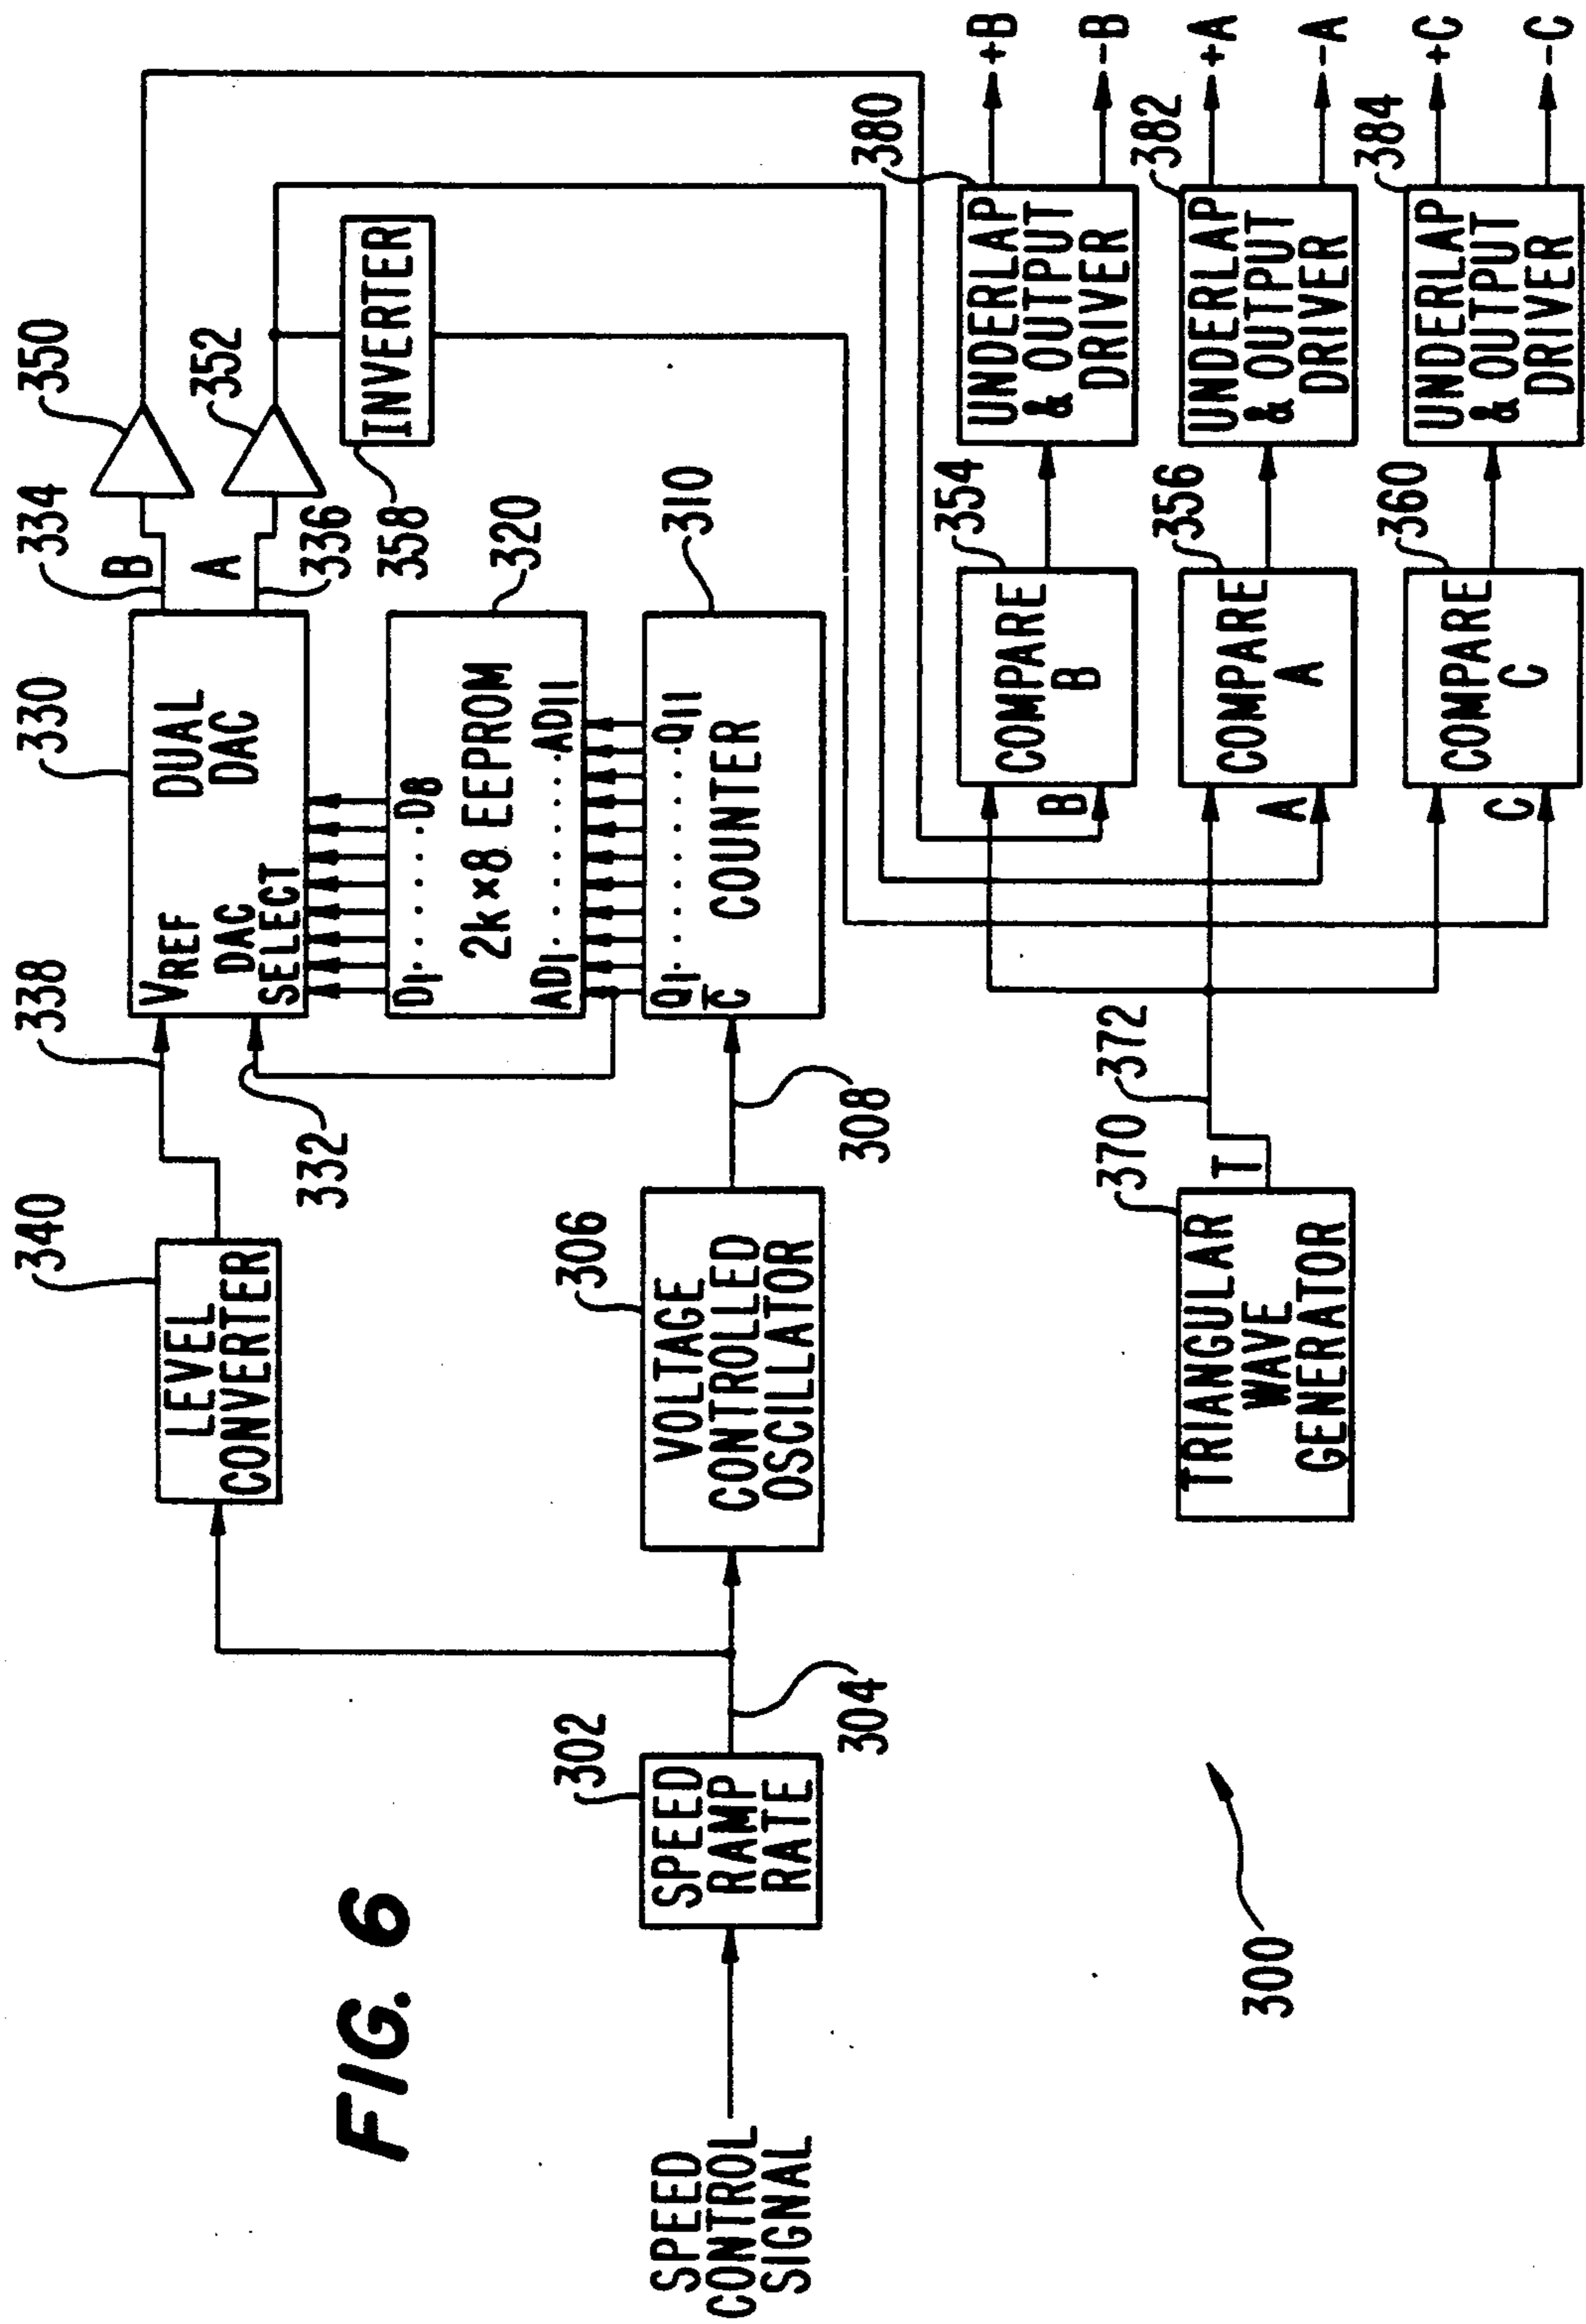 FIG. 6
SPEED
CONTROL
SIGNAL
302
SPEED
RAMP
RATE
304
340
LEVEL
CONVERTER
306
VOLTAGE
CONTROLLED
OSCILLATOR
308
338
332
330
VREF
DUAL
DAC
DAC
SELECT
334
B
A
336
350
352
358
INVERTER
320
D1 . . . . . . D8
2k×8 EEPROM
AD1 . . . . . . . AD11
310
Q1 . . . . . . . Q11
C̅
COUNTER
370
TRIANGULAR
WAVE
GENERATOR
T
372
354
B
COMPARE
B
380
UNDERLAP
& OUTPUT
DRIVER
+B
-B
356
A
COMPARE
A
382
UNDERLAP
& OUTPUT
DRIVER
+A
-A
360
C
COMPARE
C
384
UNDERLAP
& OUTPUT
DRIVER
+C
-C
300